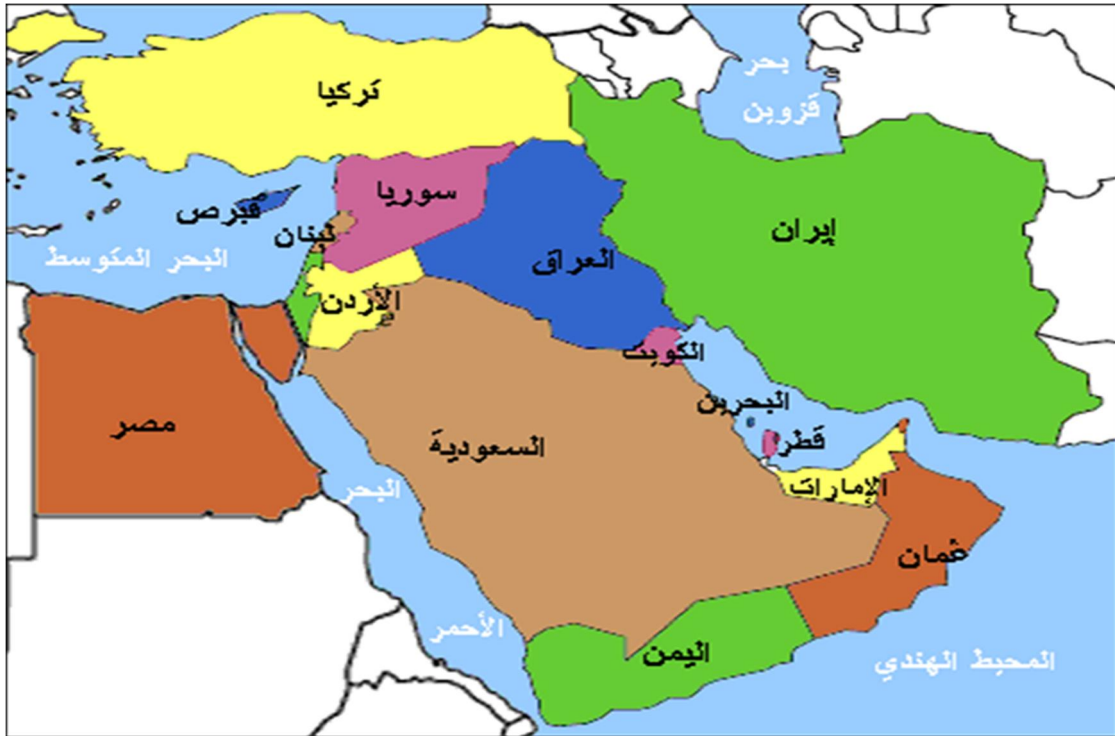 بحر
قزوين
تركيا
سوريا
قبرص
لبنان
البحر المتوسط
العراق
إيران
الأردن
الكويت
البحرين
قطر
مصر
السعودية
الإمارات
البحر
الأحمر
عُمان
اليمن
المحيط الهندي